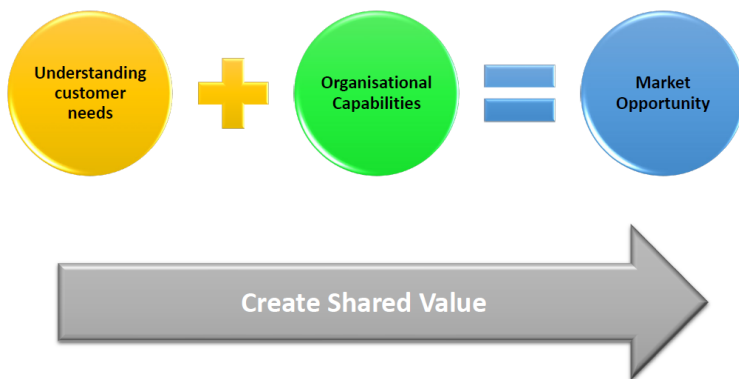 Understanding
customer
needs
Organisational
Capabilities
Market
Opportunity
Create Shared Value